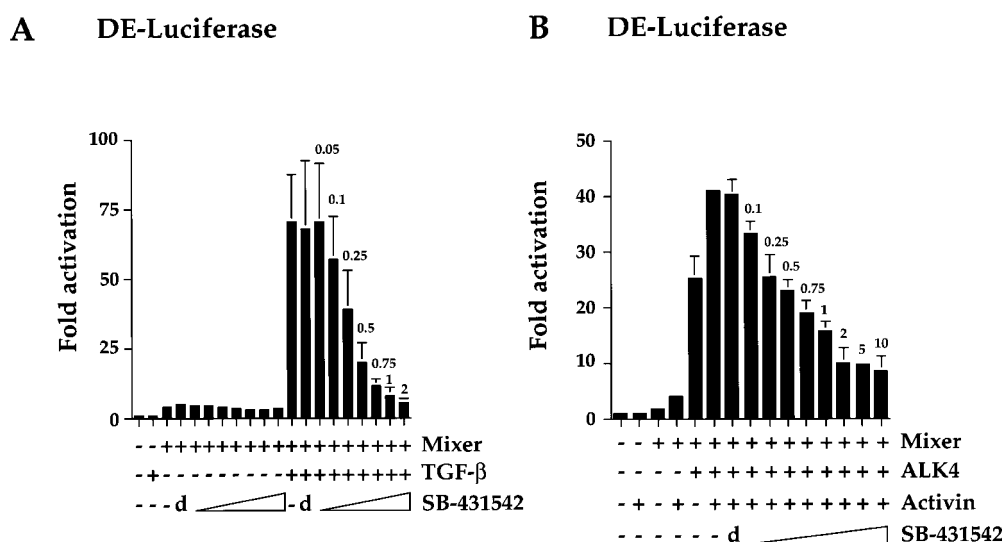 A DE-Luciferase
Fold activation
100
75
50
25
0
0.05
0.1
0.25
0.5
0.75
1
2
- - + + + + + + + + + + + + + + + + + + Mixer
- + - - - - - - - - - + + + + + + + + + TGF-β
- - - d - d SB-431542
B DE-Luciferase
Fold activation
50
40
30
20
10
0
0.1
0.25
0.5
0.75
1
2
5
10
- - + + + + + + + + + + + + + Mixer
- - - - + + + + + + + + + + + ALK4
- + - + - + + + + + + + + + + Activin
- - - - - - d SB-431542